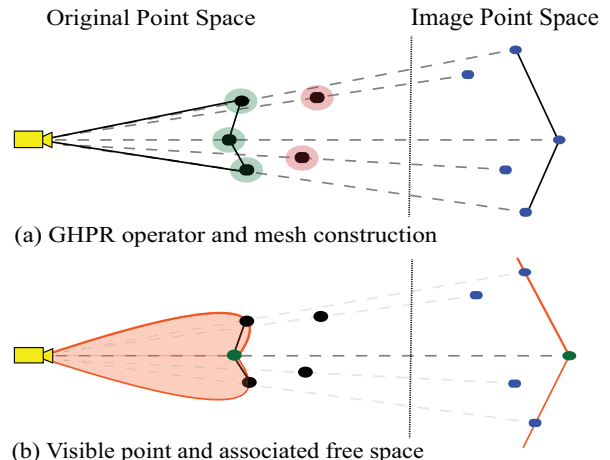 Original Point Space
Image Point Space
(a) GHPR operator and mesh construction
(b) Visible point and associated free space